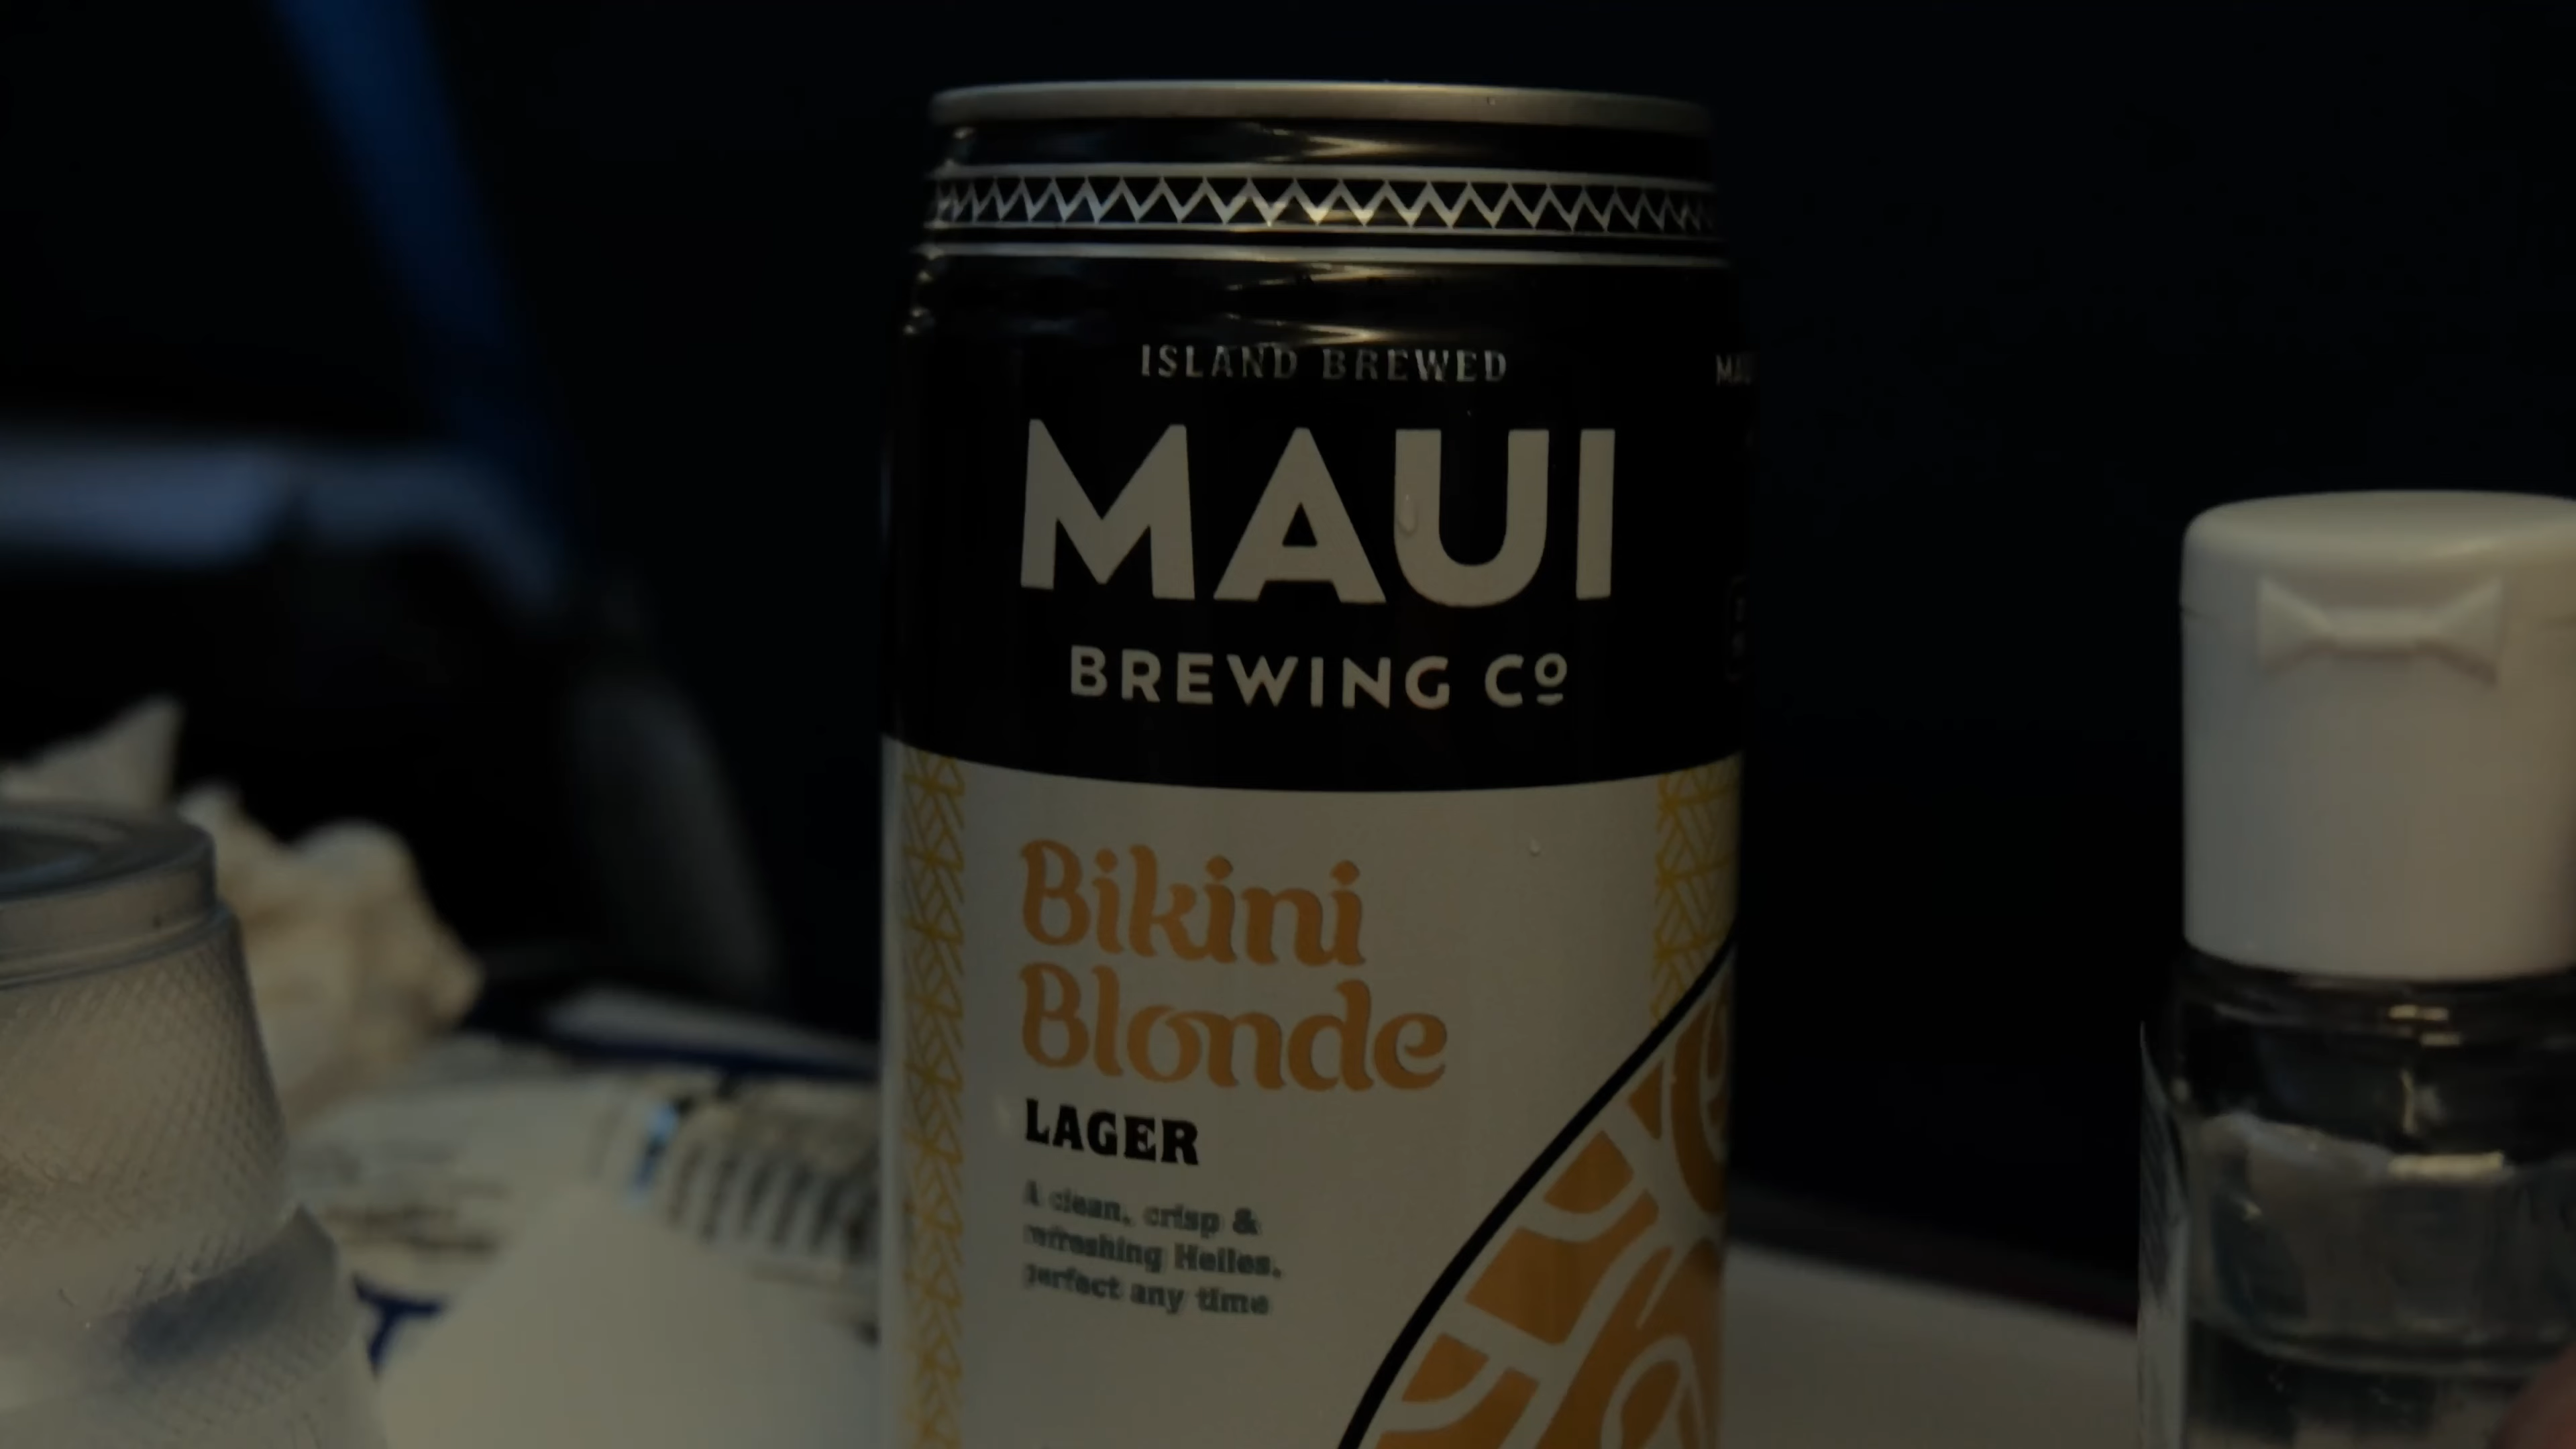 ISLAND BREWED
MAUI
BREWING Cº
Bikini
Blonde
LAGER
A clean, crisp &
refreshing Helles,
perfect any time